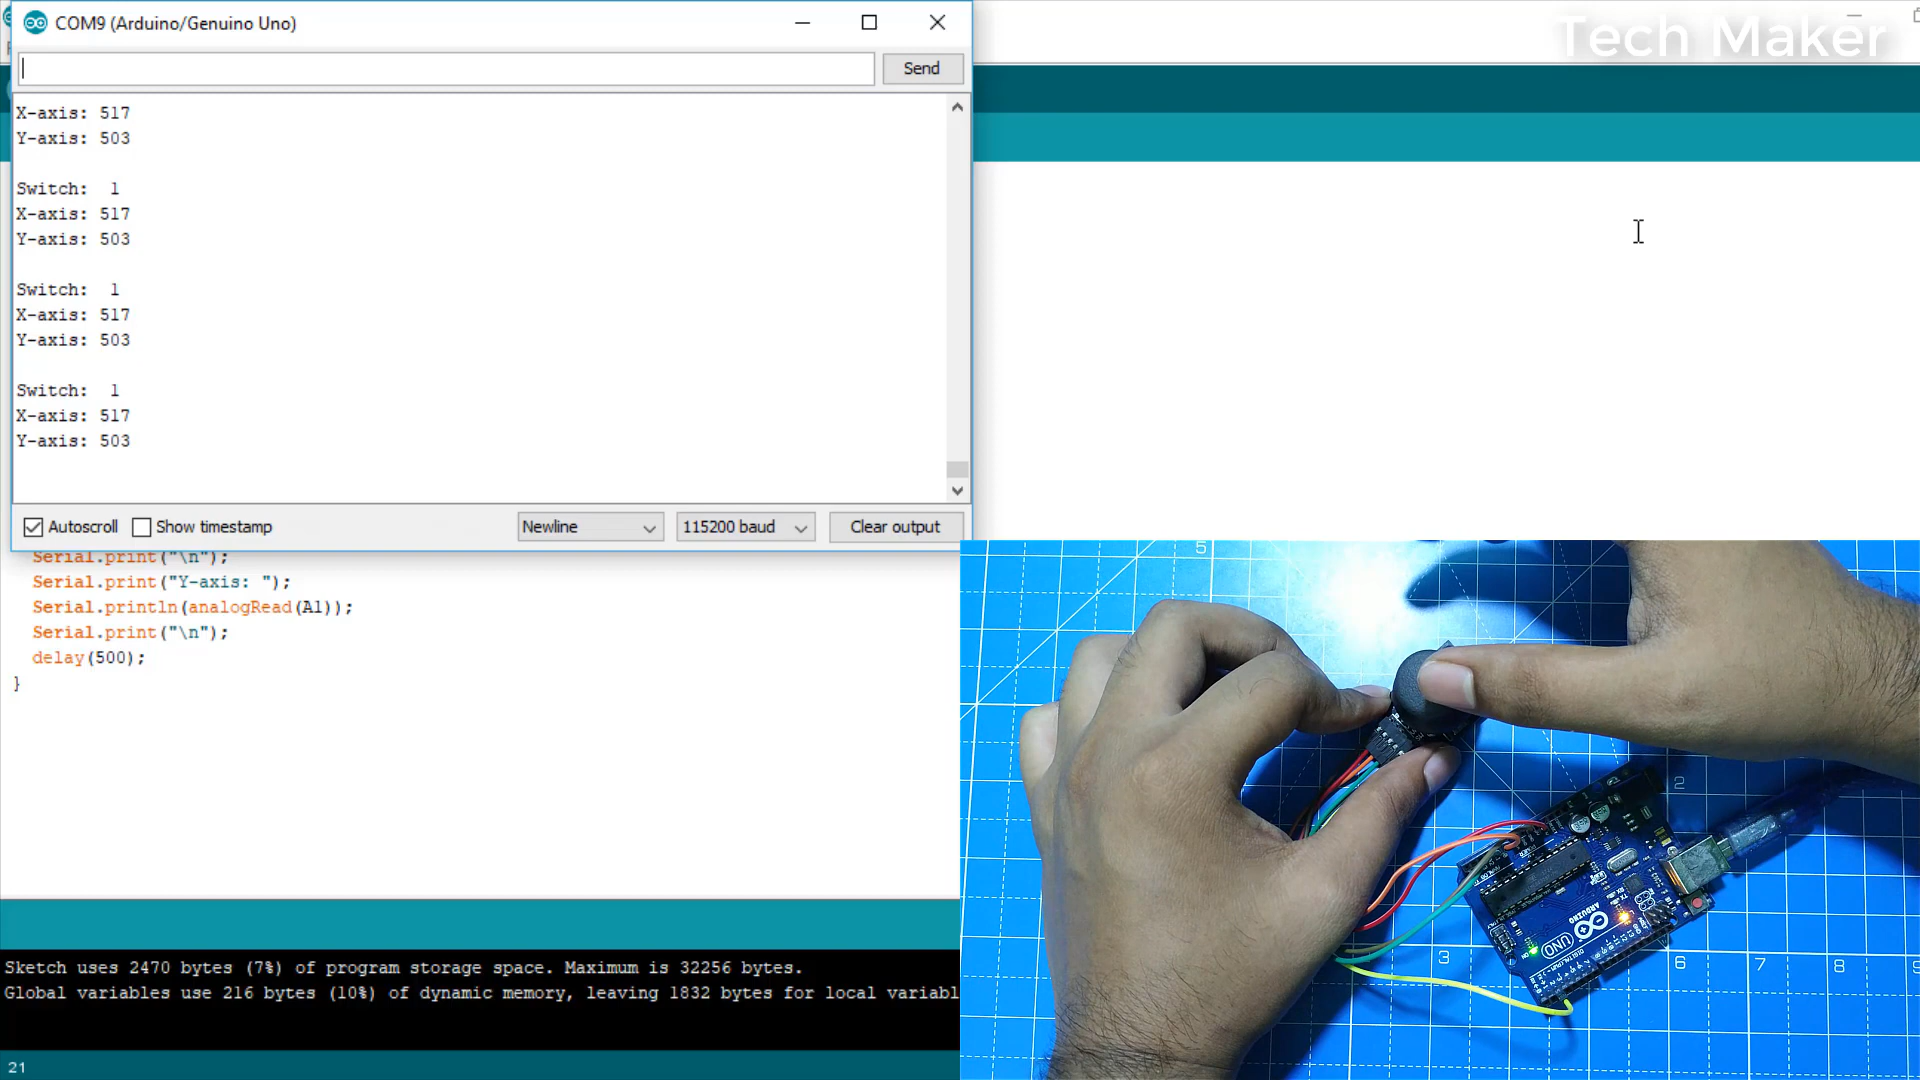 COM9 (Arduino/Genuino Uno)
Tech Maker
Send
X-axis: 517
Y-axis: 503
Switch:  1
X-axis: 517
Y-axis: 503
Switch:  1
X-axis: 517
Y-axis: 503
Switch:  1
X-axis: 517
Y-axis: 503
Autoscroll
Show timestamp
Newline
115200 baud
Clear output
Serial.print("\n");
Serial.print("Y-axis: ");
Serial.println(analogRead(A1));
Serial.print("\n");
delay(500);
}
Sketch uses 2470 bytes (7%) of program storage space. Maximum is 32256 bytes.
Global variables use 216 bytes (10%) of dynamic memory, leaving 1832 bytes for local variabl
21
5
2
3
6
7
8
9
ARDUINO
UNO